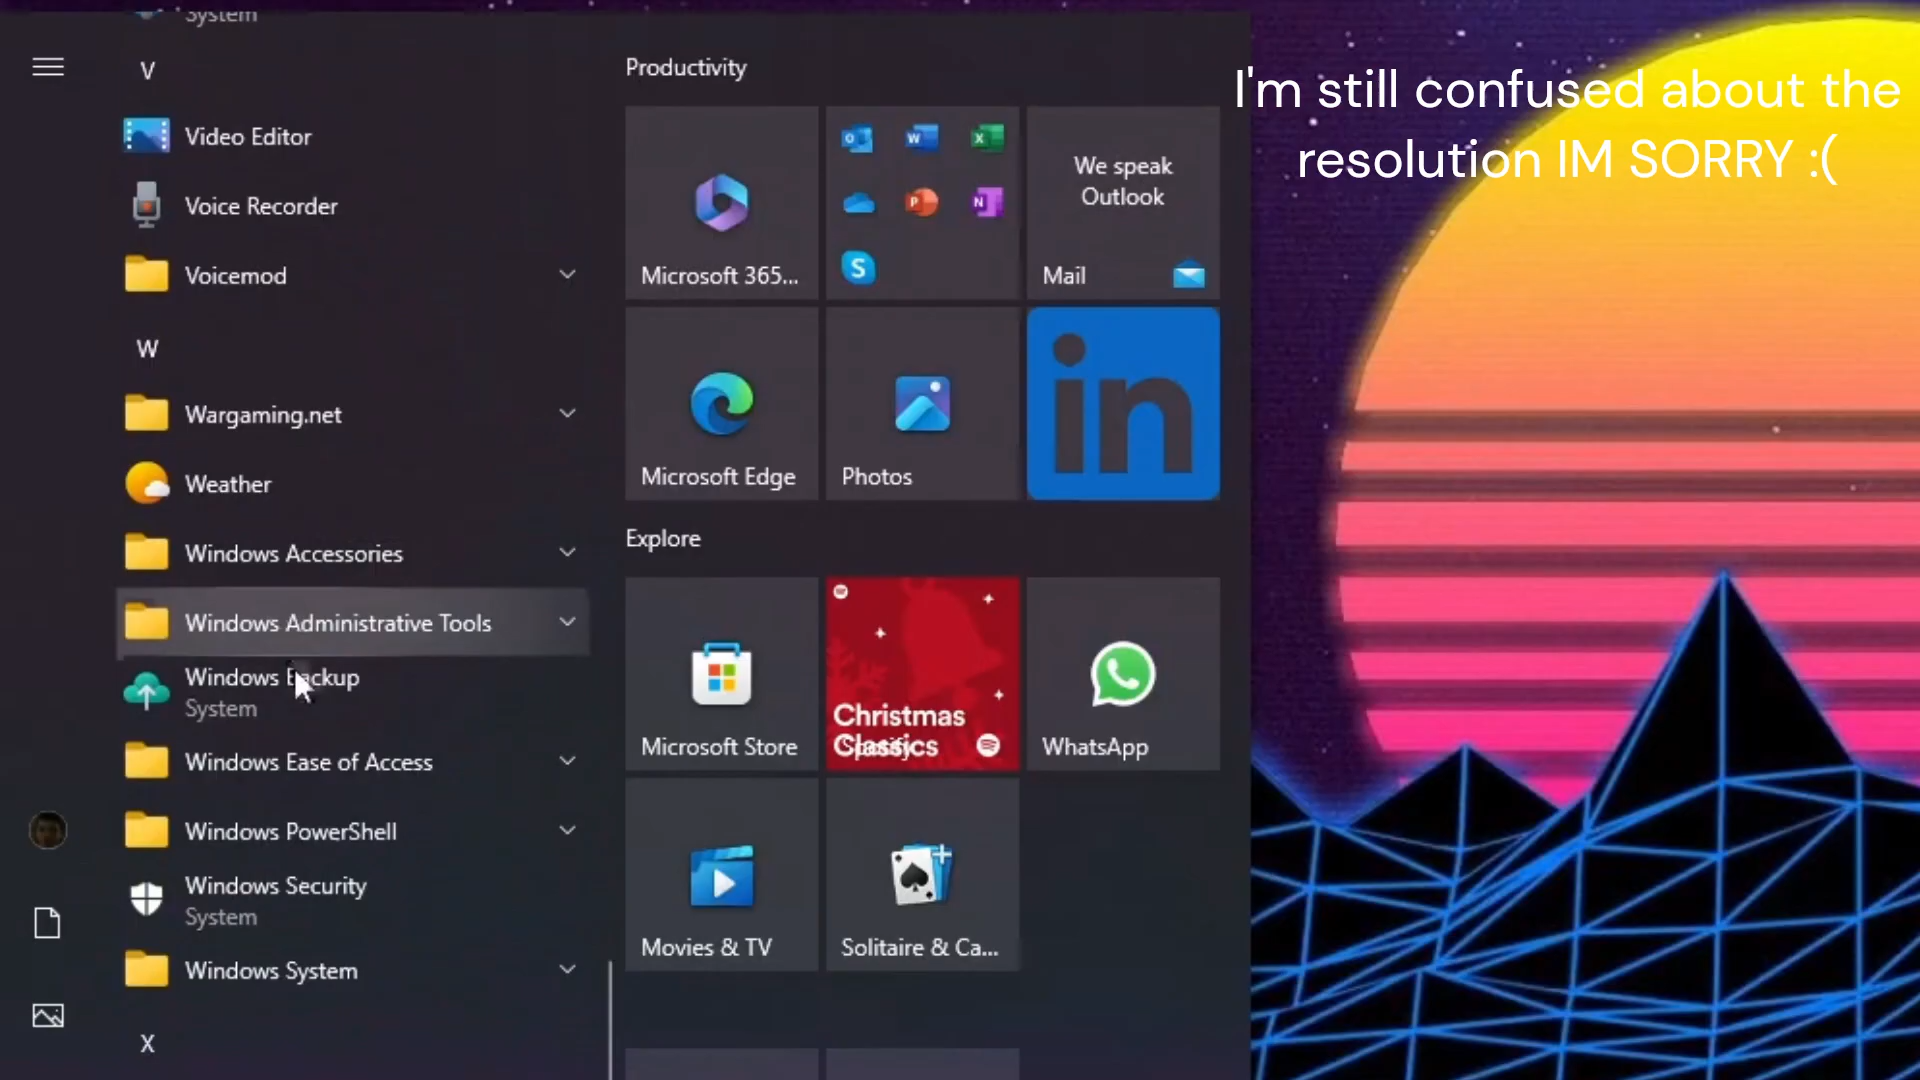 System
V
Video Editor
Voice Recorder
Voicemod
W
Wargaming.net
Weather
Windows Accessories
Windows Administrative Tools
Windows Backup
System
Windows Ease of Access
Windows PowerShell
Windows Security
System
Windows System
X
Productivity
Microsoft 365...
We speak
Outlook
Mail
Microsoft Edge
Photos
in
Explore
Microsoft Store
Christmas
Classics
Spotify
WhatsApp
Movies & TV
Solitaire & Ca...
I'm still confused about the
resolution IM SORRY :(